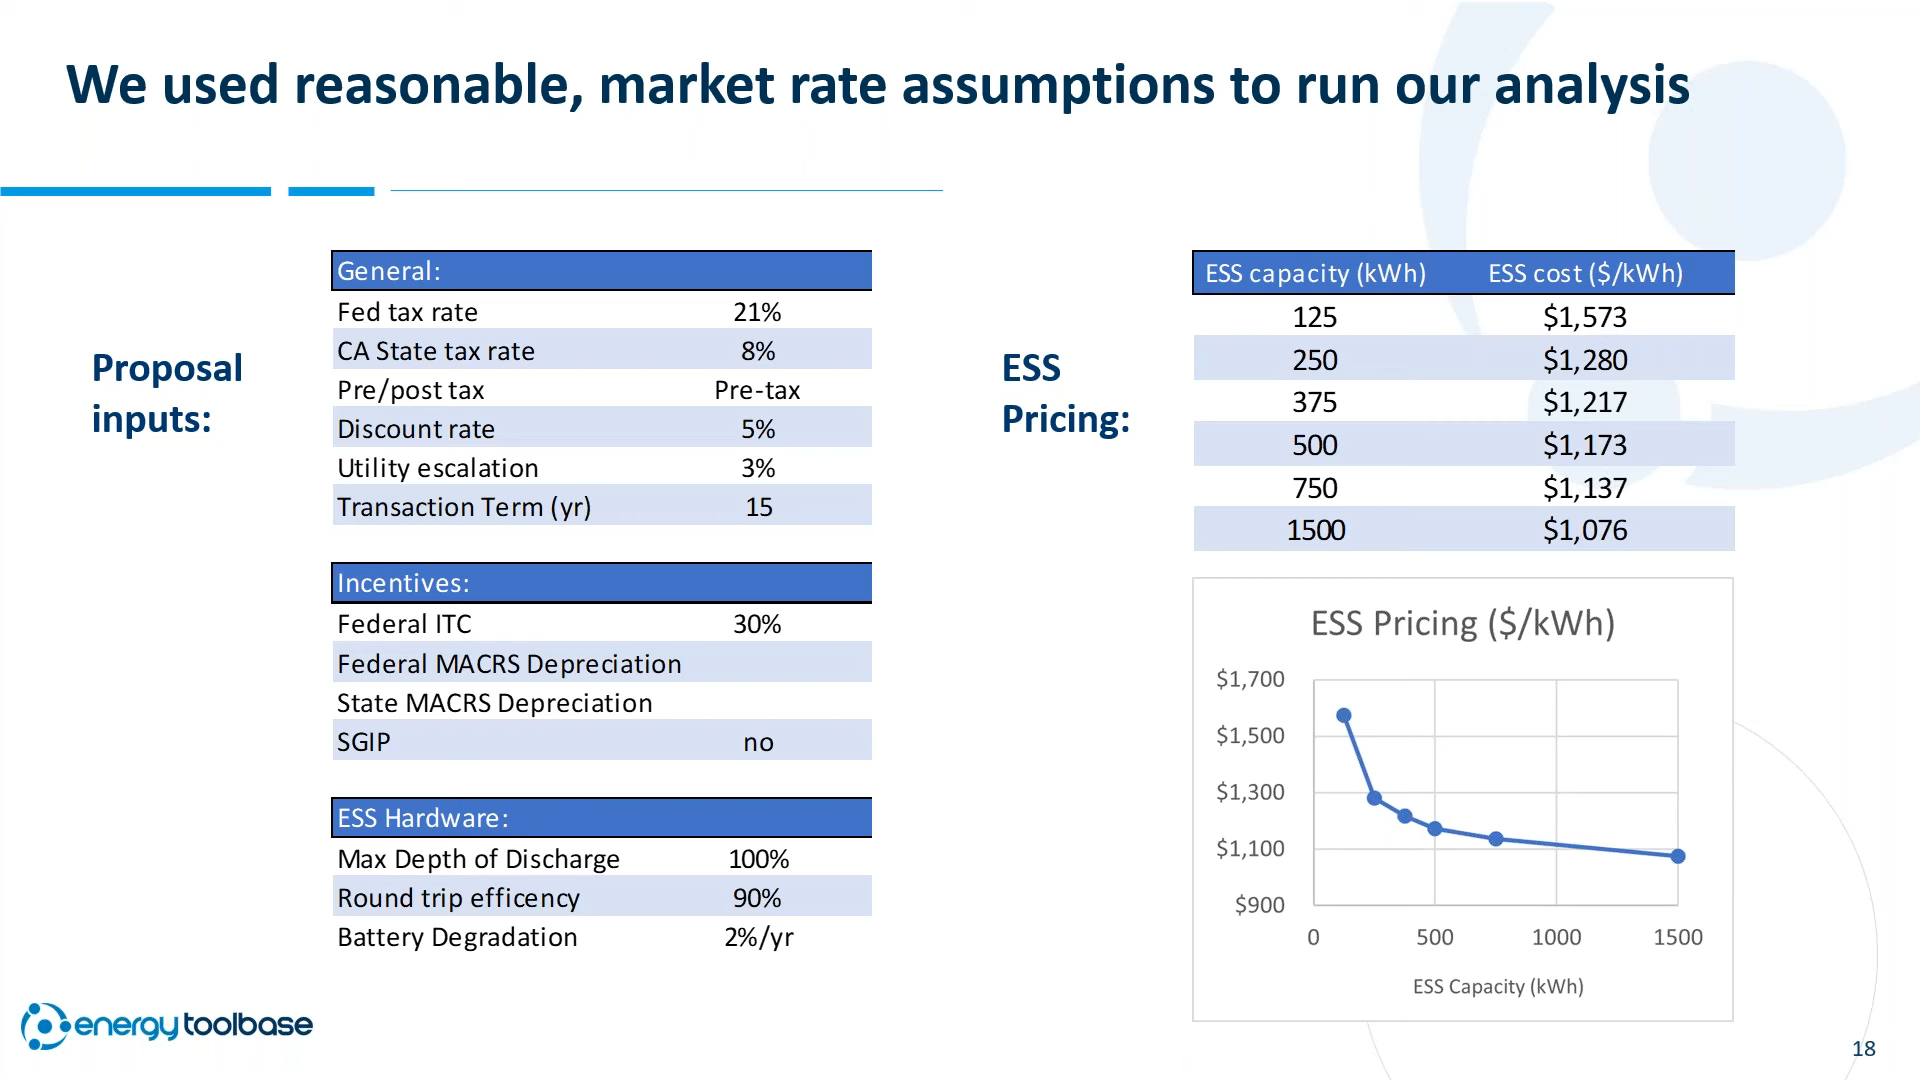 We used reasonable, market rate assumptions to run our analysis
Proposal
inputs:
General:
Fed tax rate 21%
CA State tax rate 8%
Pre/post tax Pre-tax
Discount rate 5%
Utility escalation 3%
Transaction Term (yr) 15
Incentives:
Federal ITC 30%
Federal MACRS Depreciation
State MACRS Depreciation
SGIP no
ESS Hardware:
Max Depth of Discharge 100%
Round trip efficency 90%
Battery Degradation 2%/yr
ESS
Pricing:
ESS capacity (kWh) ESS cost ($/kWh)
125 $1,573
250 $1,280
375 $1,217
500 $1,173
750 $1,137
1500 $1,076
ESS Pricing ($/kWh)
$1,700
$1,500
$1,300
$1,100
$900
0 500 1000 1500
ESS Capacity (kWh)
energy toolbase
18